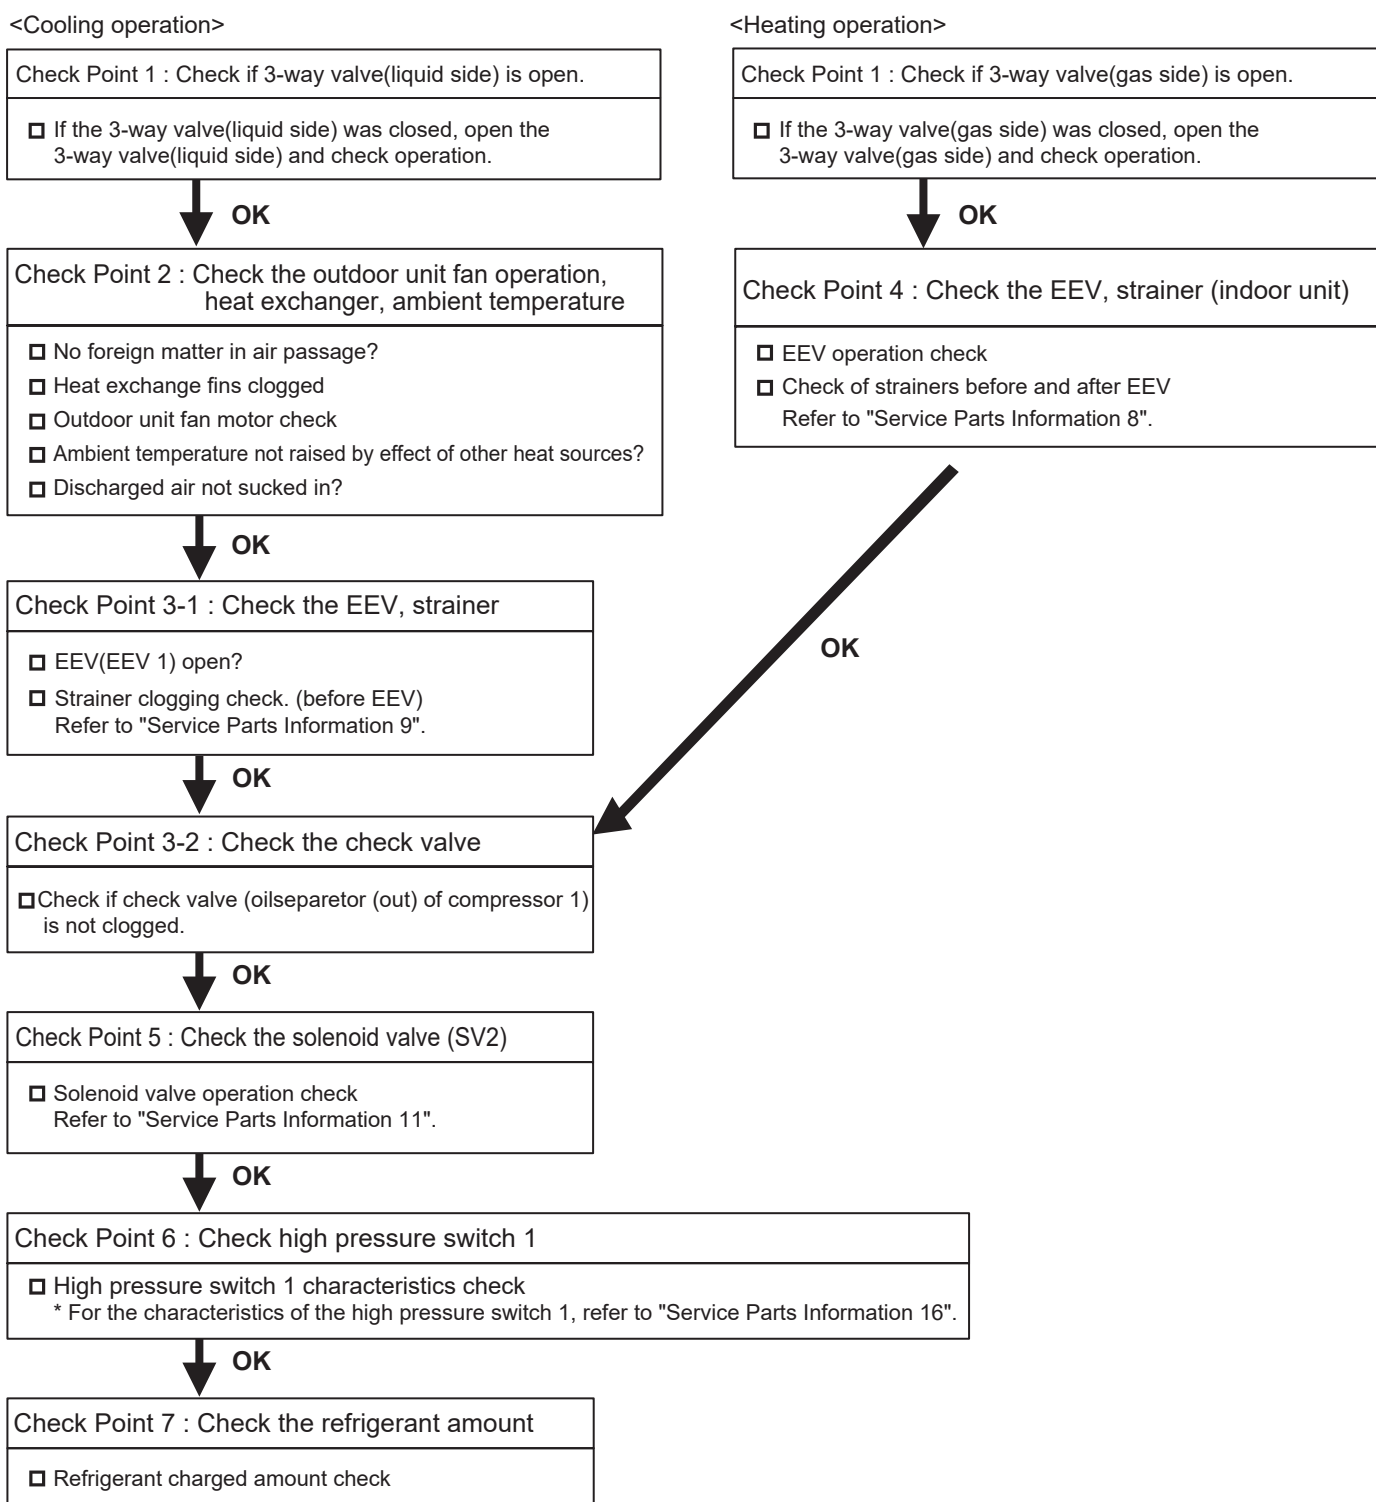 <Cooling operation>
Check Point 1 : Check if 3-way valve(liquid side) is open.
If the 3-way valve(liquid side) was closed, open the
3-way valve(liquid side) and check operation.
OK
Check Point 2 : Check the outdoor unit fan operation,
heat exchanger, ambient temperature
No foreign matter in air passage?
Heat exchange fins clogged
Outdoor unit fan motor check
Ambient temperature not raised by effect of other heat sources?
Discharged air not sucked in?
OK
Check Point 3-1 : Check the EEV, strainer
EEV(EEV 1) open?
Strainer clogging check. (before EEV)
Refer to "Service Parts Information 9".
OK
<Heating operation>
Check Point 1 : Check if 3-way valve(gas side) is open.
If the 3-way valve(gas side) was closed, open the
3-way valve(gas side) and check operation.
OK
Check Point 4 : Check the EEV, strainer (indoor unit)
EEV operation check
Check of strainers before and after EEV
Refer to "Service Parts Information 8".
OK
Check Point 3-2 : Check the check valve
Check if check valve (oilseparetor (out) of compressor 1)
is not clogged.
OK
Check Point 5 : Check the solenoid valve (SV2)
Solenoid valve operation check
Refer to "Service Parts Information 11".
OK
Check Point 6 : Check high pressure switch 1
High pressure switch 1 characteristics check
* For the characteristics of the high pressure switch 1, refer to "Service Parts Information 16".
OK
Check Point 7 : Check the refrigerant amount
Refrigerant charged amount check